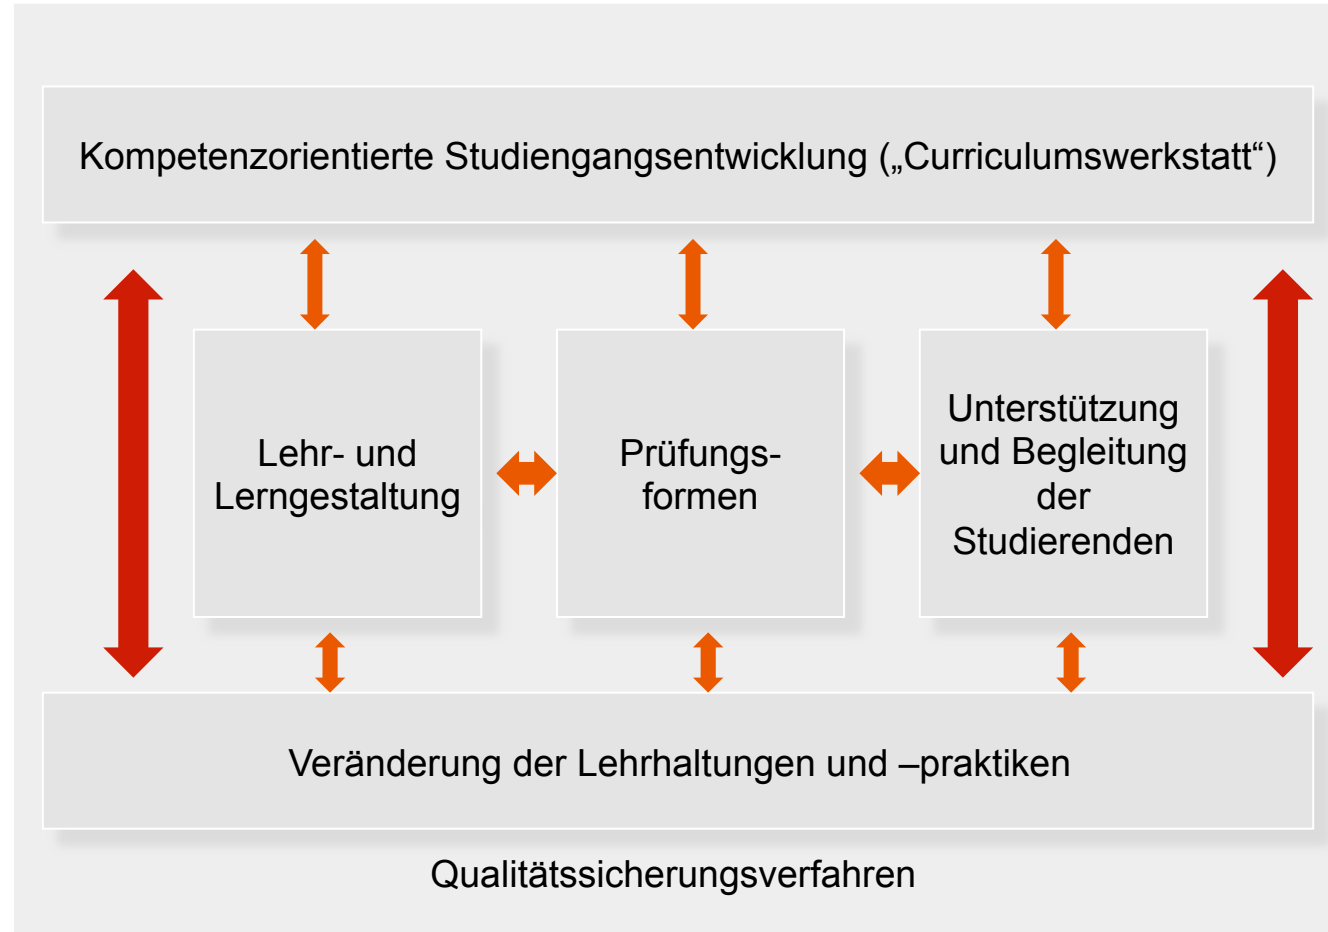 Kompetenzorientierte Studiengangsentwicklung („Curriculumswerkstatt“)
Lehr- und
Lerngestaltung
Prüfungs-
formen
Unterstützung
und Begleitung
der
Studierenden
Veränderung der Lehrhaltungen und –praktiken
Qualitätssicherungsverfahren